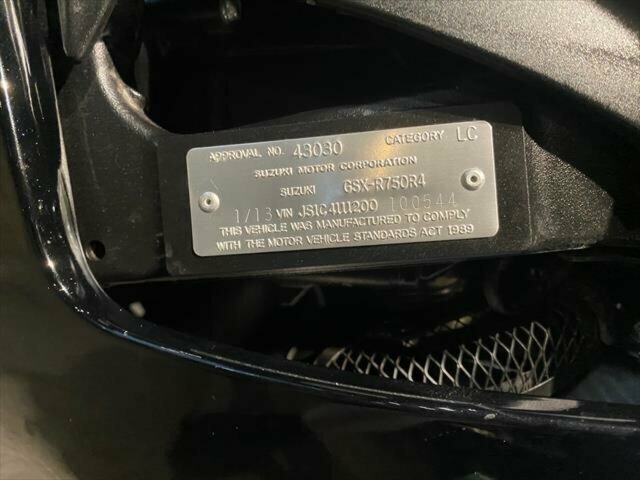 APPROVAL NO. 43030 CATEGORY LC
SUZUKI MOTOR CORPORATION
SUZUKI GSX-R750R4
1/13 VIN JS1C4111200 100544
THIS VEHICLE WAS MANUFACTURED TO COMPLY
WITH THE MOTOR VEHICLE STANDARDS ACT 1989